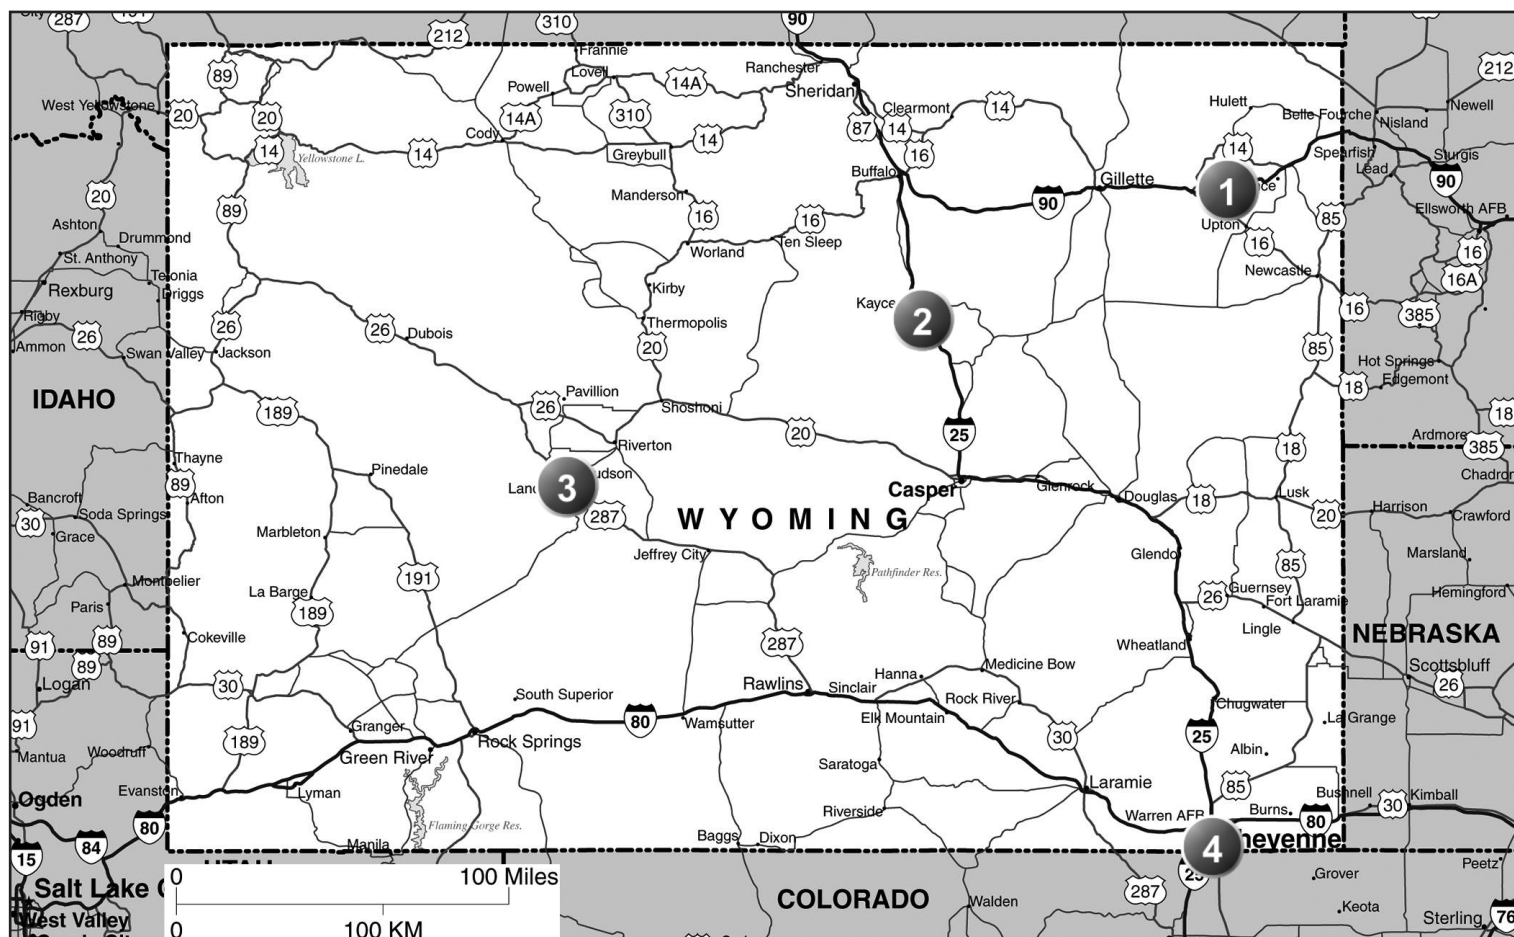 287
212
310
90
212
Frannie
89
Lovell
Ranchester
Powell
14A
Sheridan
West Yellowstone
20
20
14A
310
Clearmont
14
Hulett
Newell
Belle Fourche
Nisland
Cody
87
14
14
14
14
14
Yellowstone L.
Greybull
16
Spearfish
Sturgis
Buffalo
Gillette
Lead
90
20
Manderson
90
1
ce
Ellsworth AFB
89
16
16
85
Ashton
Drummond
Upton
St. Anthony
Ten Sleep
Worland
16
16
Tetonia
Newcastle
16A
Rexburg
Driggs
Kirby
Kayce
2
16
385
Rigby
26
26
Thermopolis
26
Dubois
Ammon
Swan Valley
Jackson
20
85
Hot Springs
Edgemont
IDAHO
18
189
26
Pavillion
Shoshoni
18
20
25
Ardmore
385
Riverton
18
Thayne
Pinedale
udson
Chadron
89
Afton
Lanc
3
Casper
Glenrock
Douglas
18
Lusk
Bancroft
Soda Springs
30
287
WYOMING
20
Harrison
Crawford
Grace
Marbleton
Jeffrey City
Glendo
Marsland
Pathfinder Res.
85
191
Montpelier
La Barge
26
Guernsey
Hemingford
Paris
189
Fort Laramie
Lingle
NEBRASKA
91
89
Cokeville
287
Wheatland
89
Medicine Bow
Scottsbluff
Logan
30
Hanna
Rawlins
Sinclair
26
South Superior
Rock River
91
Granger
80
Wamsutter
Elk Mountain
Chugwater
La Grange
189
Rock Springs
30
25
Mantua
Woodruff
Green River
Albin
Saratoga
Evanston
Lyman
Laramie
85
Bushnell
Kimball
Ogden
30
80
Riverside
Warren AFB
Burns
80
Flaming Gorge Res.
84
Manila
Baggs
Dixon
4
heyenne
15
UTAH
Peetz
0
100 Miles
25
Grover
Salt Lake C
COLORADO
287
Walden
Keota
West Valley
Sterling
76
0
100 KM